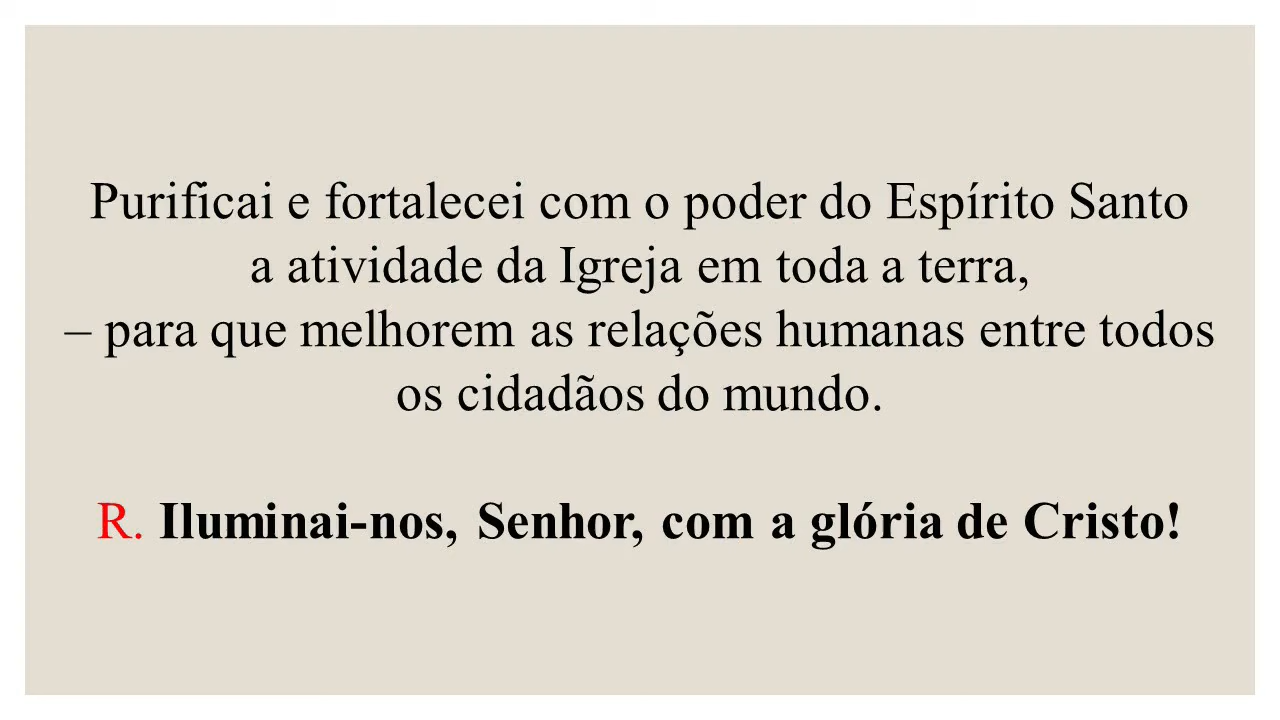 Purificai e fortalecei com o poder do Espírito Santo
a atividade da Igreja em toda a terra,
– para que melhorem as relações humanas entre todos
os cidadãos do mundo.
R. Iluminai-nos, Senhor, com a glória de Cristo!